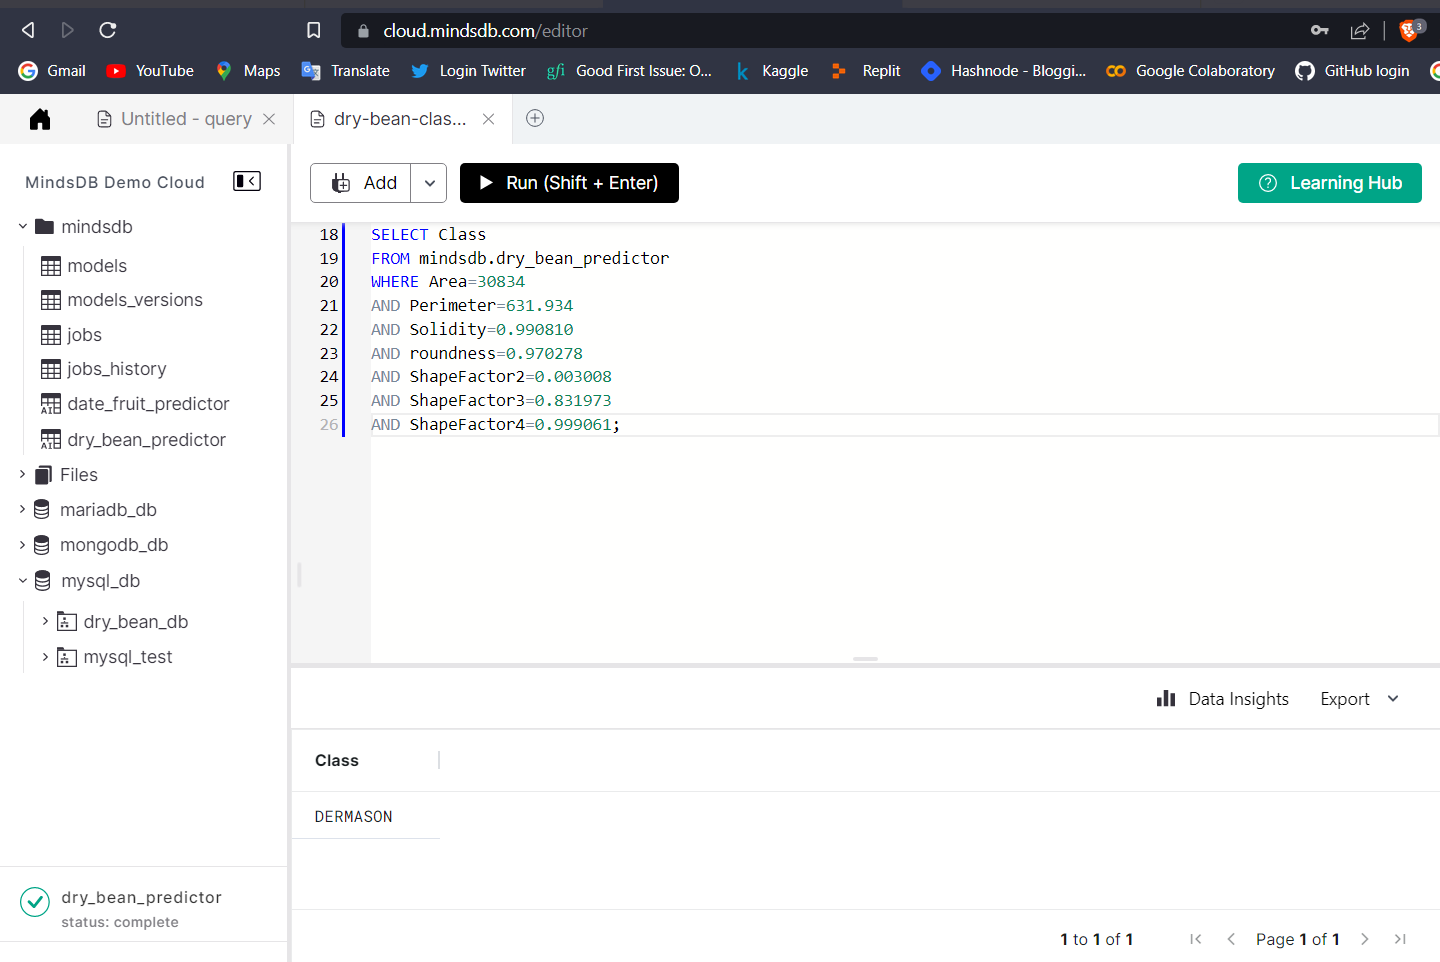 cloud.mindsdb.com/editor
3
Gmail YouTube Maps Translate Login Twitter gfi Good First Issue: O... Kaggle Replit Hashnode - Bloggi... Google Colaboratory GitHub login
Untitled - query
dry-bean-clas...
MindsDB Demo Cloud
mindsdb
models
models_versions
jobs
jobs_history
date_fruit_predictor
dry_bean_predictor
Files
mariadb_db
mongodb_db
mysql_db
dry_bean_db
mysql_test
dry_bean_predictor
status: complete
Add
Run (Shift + Enter)
Learning Hub
18 SELECT Class
19 FROM mindsdb.dry_bean_predictor
20 WHERE Area=30834
21 AND Perimeter=631.934
22 AND Solidity=0.990810
23 AND roundness=0.970278
24 AND ShapeFactor2=0.003008
25 AND ShapeFactor3=0.831973
26 AND ShapeFactor4=0.999061;
Data Insights
Export
Class
DERMASON
1 to 1 of 1
Page 1 of 1